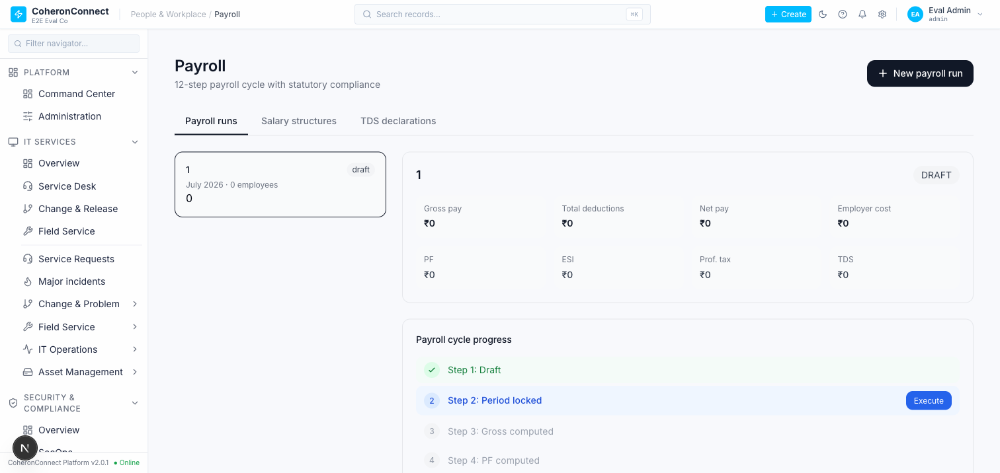 CoheronConnect
E2E Eval Co
People & Workplace / Payroll
Search records...
⌘K
+ Create
EA
Eval Admin
admin
Filter navigator...
PLATFORM
Command Center
Administration
IT SERVICES
Overview
Service Desk
Change & Release
Field Service
Service Requests
Major incidents
Change & Problem
Field Service
IT Operations
Asset Management
SECURITY &
COMPLIANCE
Overview
SecOps
N
CoheronConnect Platform v2.0.1
Online
Payroll
12-step payroll cycle with statutory compliance
+ New payroll run
Payroll runs
Salary structures
TDS declarations
1
draft
July 2026 · 0 employees
0
1
DRAFT
Gross pay
Total deductions
Net pay
Employer cost
₹0
₹0
₹0
₹0
PF
ESI
Prof. tax
TDS
₹0
₹0
₹0
₹0
Payroll cycle progress
Step 1: Draft
2
Step 2: Period locked
Execute
3
Step 3: Gross computed
4
Step 4: PF computed